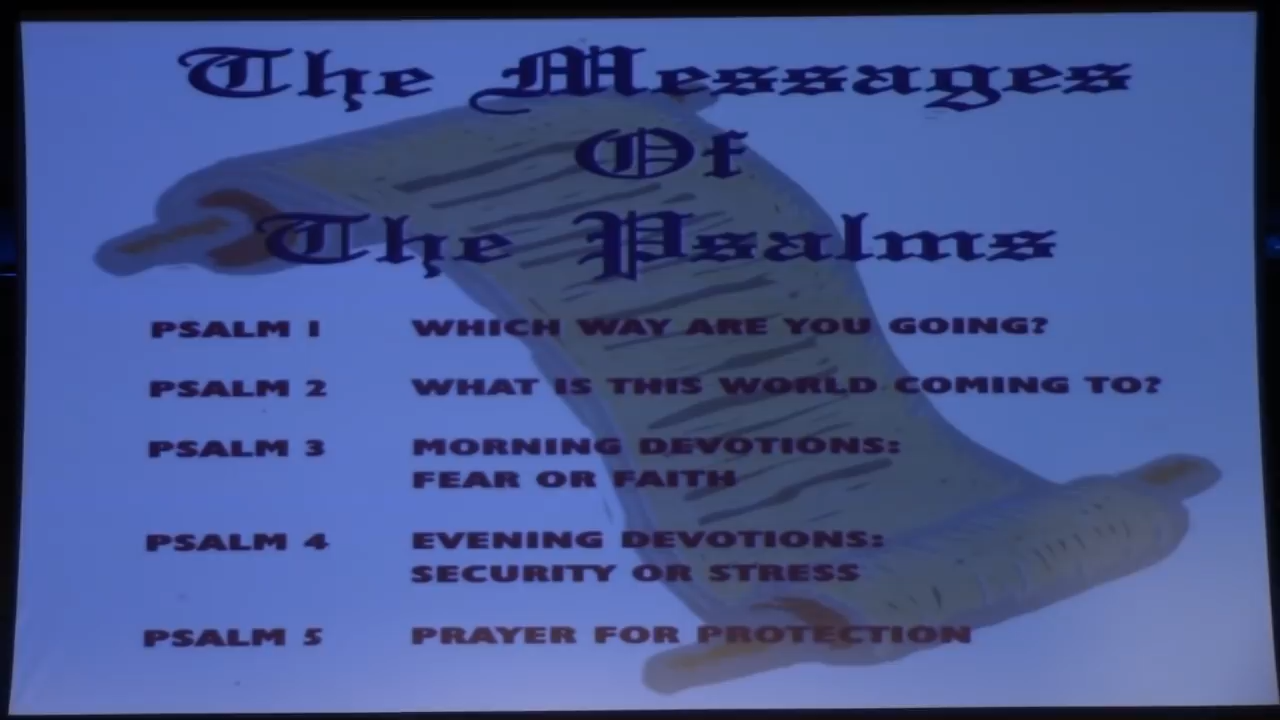 The Messages
Of
The Psalms
PSALM 1 WHICH WAY ARE YOU GOING?
PSALM 2 WHAT IS THIS WORLD COMING TO?
PSALM 3 MORNING DEVOTIONS:
FEAR OR FAITH
PSALM 4 EVENING DEVOTIONS:
SECURITY OR STRESS
PSALM 5 PRAYER FOR PROTECTION